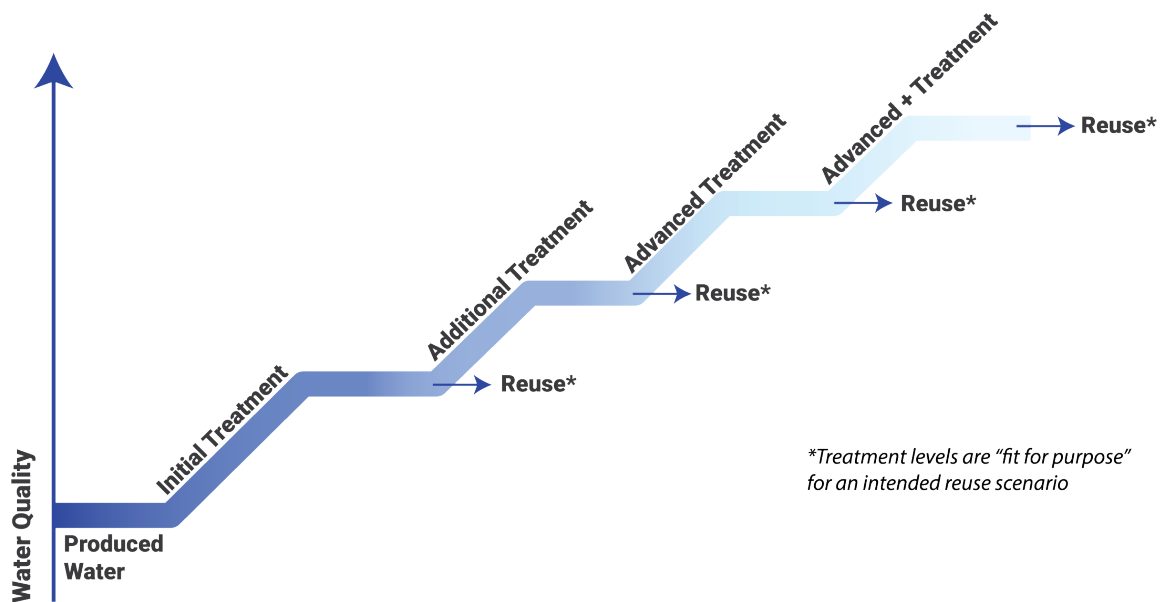 Water Quality
Produced
Water
Initial Treatment
Reuse*
Additional Treatment
Reuse*
Advanced Treatment
Reuse*
Advanced + Treatment
Reuse*
*Treatment levels are “fit for purpose”
for an intended reuse scenario